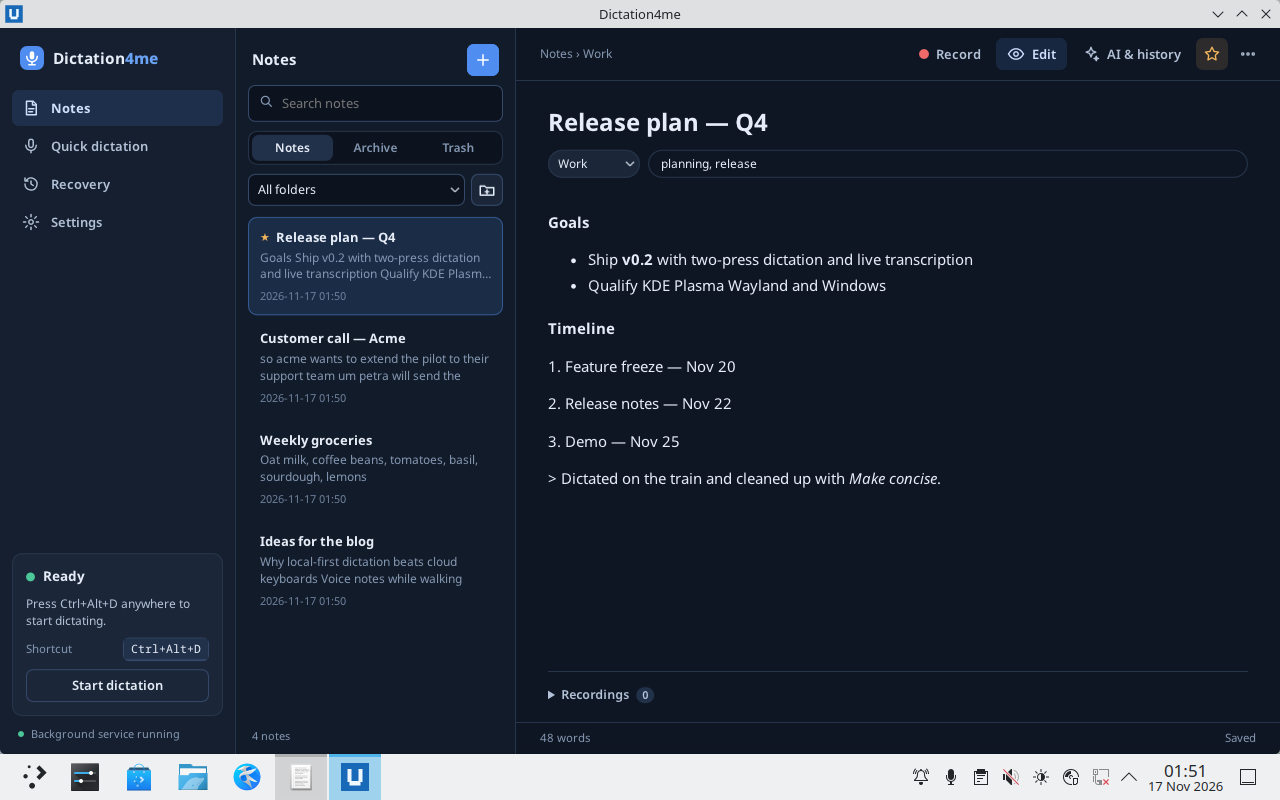 Dictation4me
Dictation4me
Notes
Quick dictation
Recovery
Settings
Ready
Press Ctrl+Alt+D anywhere to
start dictating.
Shortcut Ctrl+Alt+D
Start dictation
Background service running
Notes
Search notes
Notes Archive Trash
All folders
★ Release plan — Q4
Goals Ship v0.2 with two-press dictation
and live transcription Qualify KDE Plasm...
2026-11-17 01:50
Customer call — Acme
so acme wants to extend the pilot to their
support team um petra will send the
2026-11-17 01:50
Weekly groceries
Oat milk, coffee beans, tomatoes, basil,
sourdough, lemons
2026-11-17 01:50
Ideas for the blog
Why local-first dictation beats cloud
keyboards Voice notes while walking
2026-11-17 01:50
4 notes
Notes › Work
Record Edit AI & history
Release plan — Q4
Work planning, release
Goals
• Ship v0.2 with two-press dictation and live transcription
• Qualify KDE Plasma Wayland and Windows
Timeline
1. Feature freeze — Nov 20
2. Release notes — Nov 22
3. Demo — Nov 25
> Dictated on the train and cleaned up with Make concise.
Recordings 0
48 words Saved
01:51
17 Nov 2026